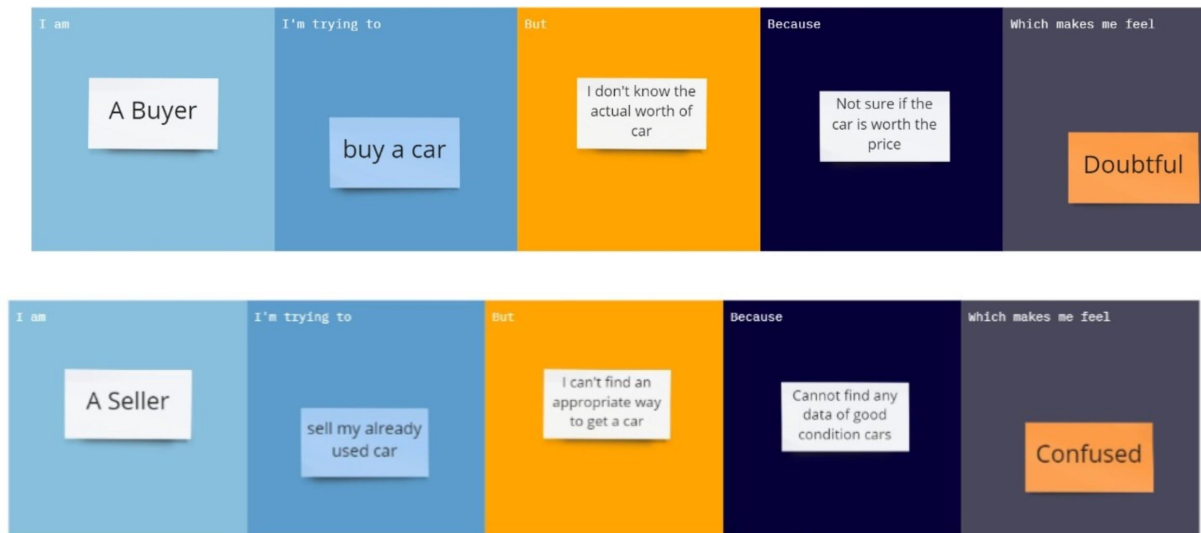 I am
I'm trying to
But
Because
Which makes me feel
A Buyer
buy a car
I don't know the
actual worth of
car
Not sure if the
car is worth the
price
Doubtful
I am
I'm trying to
But
Because
Which makes me feel
A Seller
sell my already
used car
I can't find an
appropriate way
to get a car
Cannot find any
data of good
condition cars
Confused